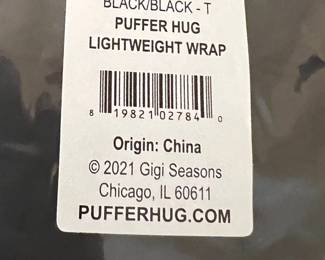 BLACK/BLACK - T
PUFFER HUG
LIGHTWEIGHT WRAP
8 19821 02784 0
Origin: China
© 2021 Gigi Seasons
Chicago, IL 60611
PUFFERHUG.COM